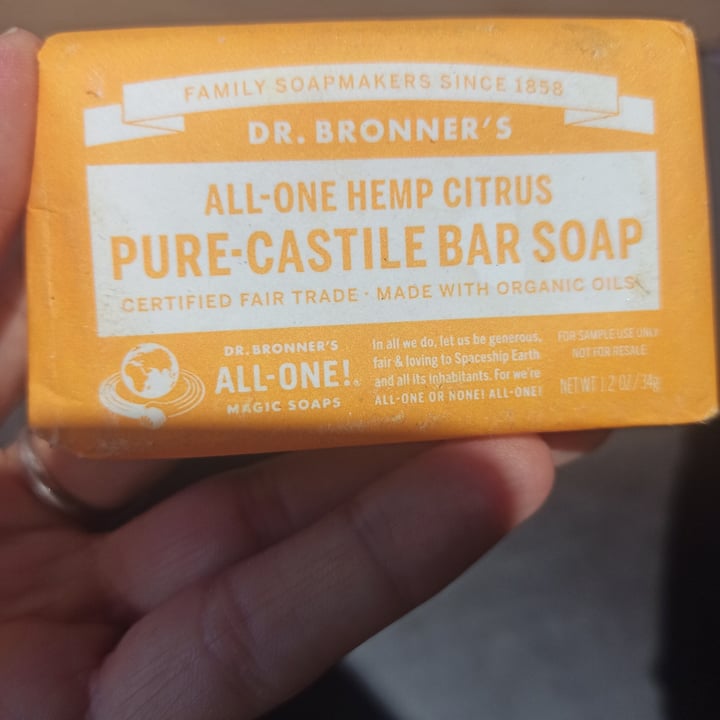 FAMILY SOAPMAKERS SINCE 1858
DR. BRONNER'S
ALL-ONE HEMP CITRUS
PURE-CASTILE BAR SOAP
CERTIFIED FAIR TRADE · MADE WITH ORGANIC OILS
DR. BRONNER'S
ALL-ONE!
MAGIC SOAPS
In all we do, let us be generous,
fair & loving to Spaceship Earth
and all its inhabitants. For we're
ALL-ONE OR NONE! ALL-ONE!
FOR SAMPLE USE ONLY
NOT FOR RESALE
NET WT 1.2 OZ / 34g